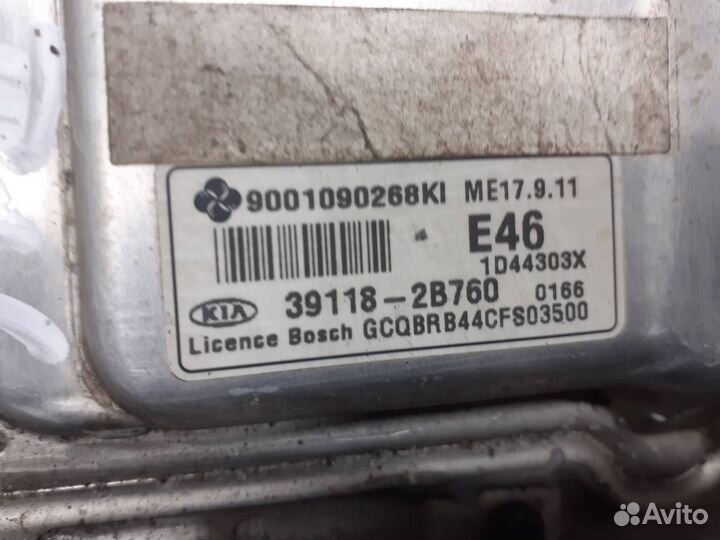 9001090268KI ME17.9.11
E46
1D44303X
KIA 39118-2B760 0166
Licence Bosch GCQBRB44CFS03500
Avito